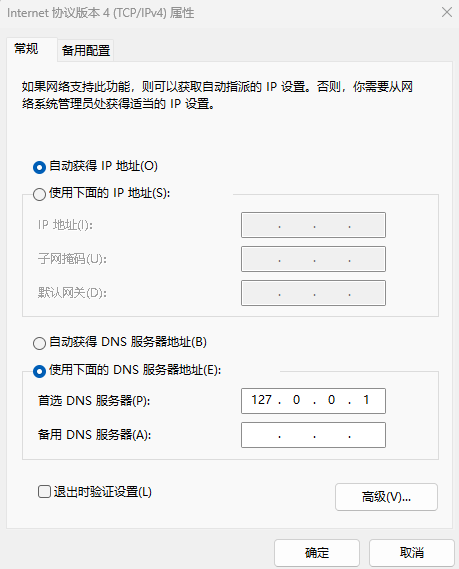 Internet 协议版本 4 (TCP/IPv4) 属性
常规 备用配置
如果网络支持此功能，则可以获取自动指派的 IP 设置。否则，你需要从网
络系统管理员处获得适当的 IP 设置。
自动获得 IP 地址(O)
使用下面的 IP 地址(S):
IP 地址(I): . . .
子网掩码(U): . . .
默认网关(D): . . .
自动获得 DNS 服务器地址(B)
使用下面的 DNS 服务器地址(E):
首选 DNS 服务器(P): 127 . 0 . 0 . 1
备用 DNS 服务器(A): . . .
退出时验证设置(L)
高级(V)...
确定 取消